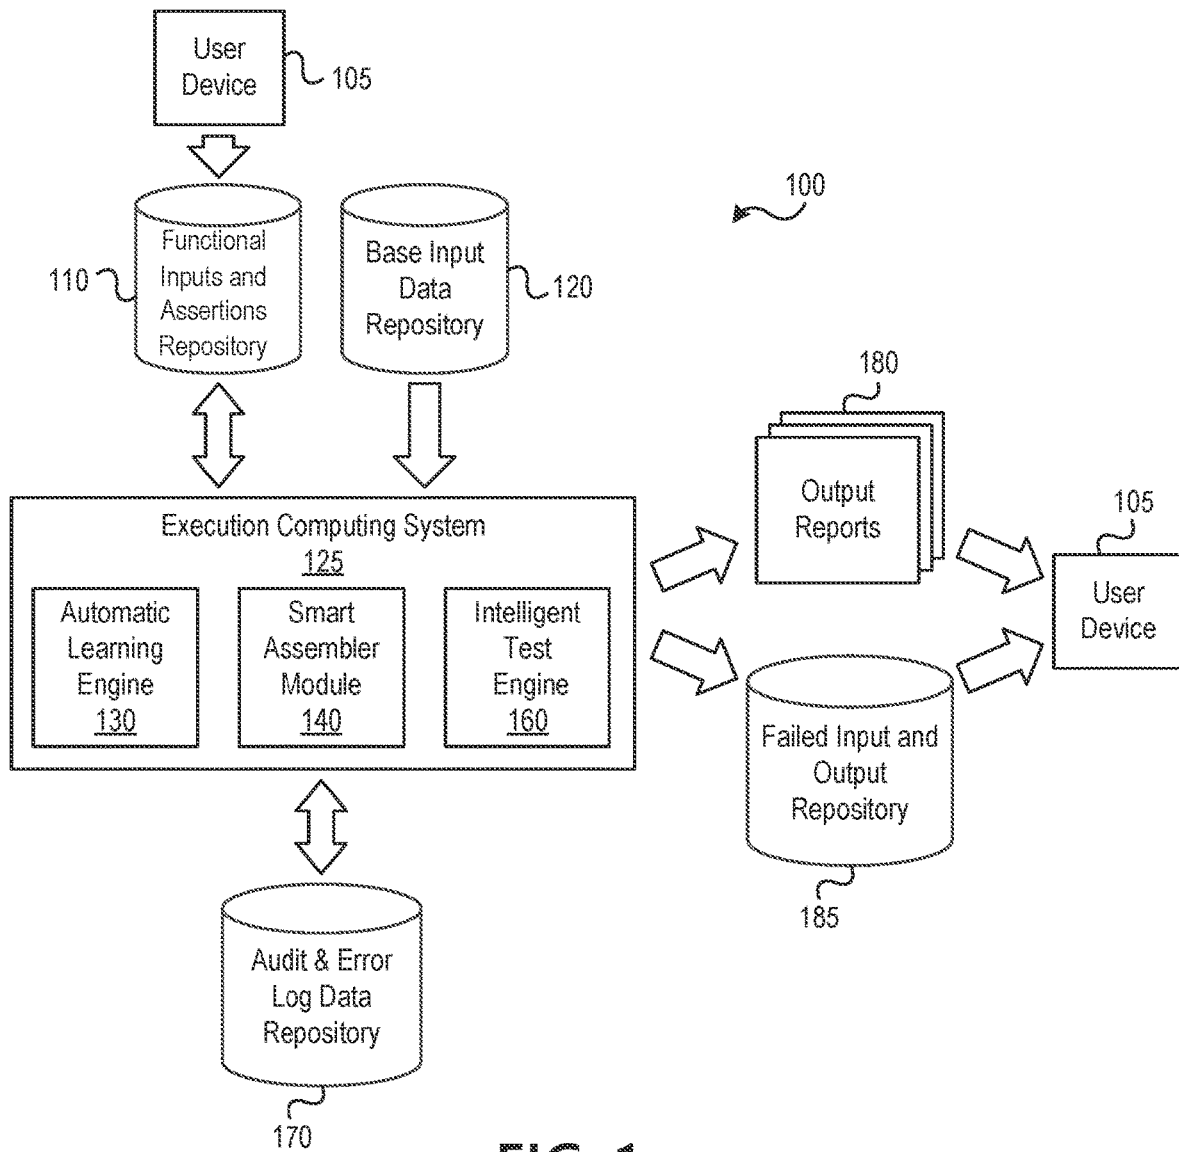 User
Device
105
100
Functional
Inputs and
Assertions
Repository
110
Base Input
Data
Repository
120
180
Output
Reports
105
User
Device
Execution Computing System
125
Automatic
Learning
Engine
130
Smart
Assembler
Module
140
Intelligent
Test
Engine
160
Failed Input and
Output
Repository
185
Audit & Error
Log Data
Repository
170
FIG. 1